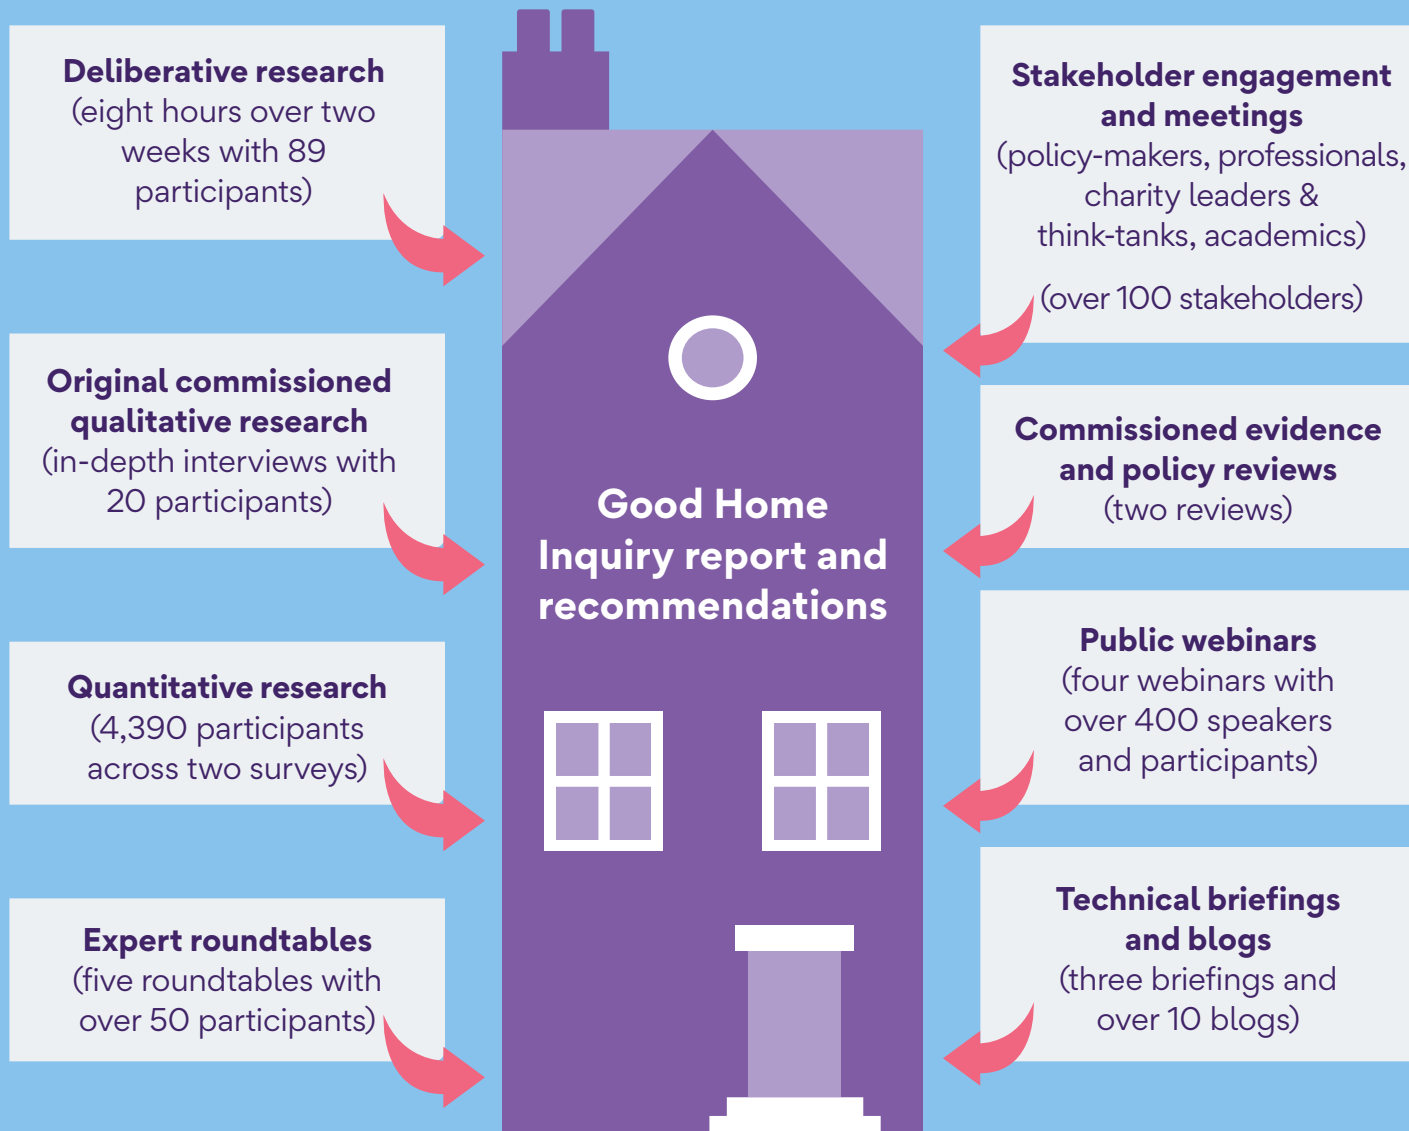 Deliberative research
(eight hours over two
weeks with 89
participants)
Original commissioned
qualitative research
(in-depth interviews with
20 participants)
Quantitative research
(4,390 participants
across two surveys)
Expert roundtables
(five roundtables with
over 50 participants)
Good Home
Inquiry report and
recommendations
Stakeholder engagement
and meetings
(policy-makers, professionals,
charity leaders &
think-tanks, academics)
(over 100 stakeholders)
Commissioned evidence
and policy reviews
(two reviews)
Public webinars
(four webinars with
over 400 speakers
and participants)
Technical briefings
and blogs
(three briefings and
over 10 blogs)